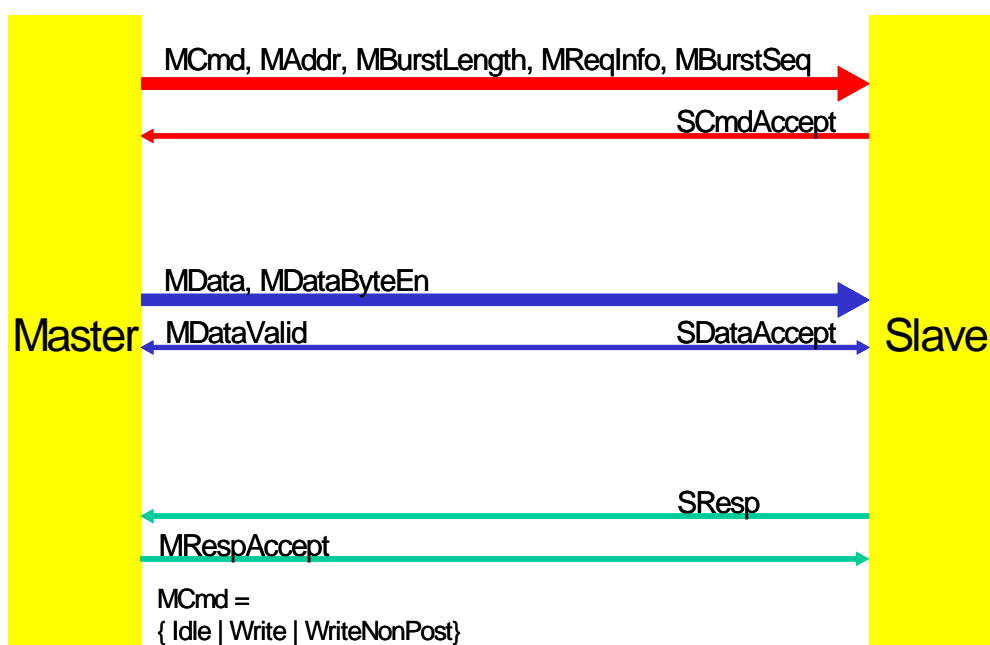 MCmd, MAddr, MBurstLength, MReqInfo, MBurstSeq
SCmdAccept
MData, MDataByteEn
Master
MDataValid
SDataAccept
Slave
SResp
MRespAccept
MCmd =
{ Idle | Write | WriteNonPost}